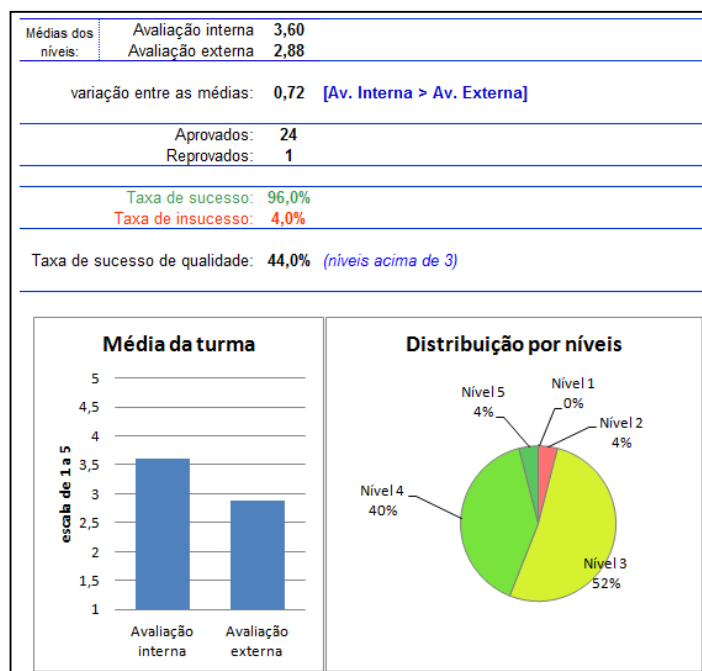 Médias dos níveis:
Avaliação interna 3,60
Avaliação externa 2,88
variação entre as médias: 0,72 [Av. Interna > Av. Externa]
Aprovados: 24
Reprovados: 1
Taxa de sucesso: 96,0%
Taxa de insucesso: 4,0%
Taxa de sucesso de qualidade: 44,0% (níveis acima de 3)
Média da turma
escala de 1 a 5
5
4,5
4
3,5
3
2,5
2
1,5
1
Avaliação interna
Avaliação externa
Distribuição por níveis
Nível 1
0%
Nível 2
4%
Nível 3
52%
Nível 4
40%
Nível 5
4%